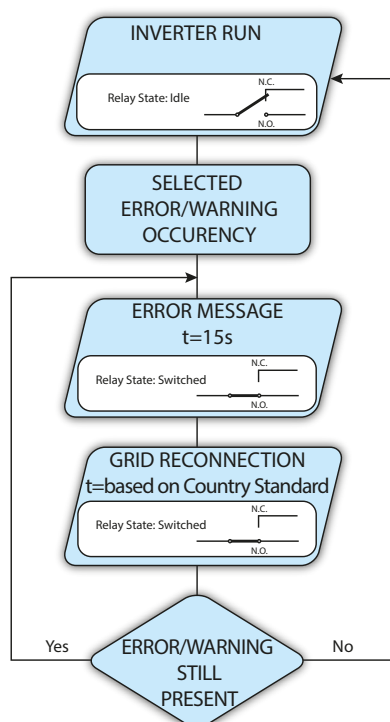 INVERTER RUN
N.C.
Relay State: Idle
N.O.
SELECTED
ERROR/WARNING
OCCURENCY
ERROR MESSAGE
t=15s
N.C.
Relay State: Switched
N.O.
GRID RECONNECTION
t=based on Country Standard
N.C.
Relay State: Switched
N.O.
Yes
No
ERROR/WARNING
STILL
PRESENT